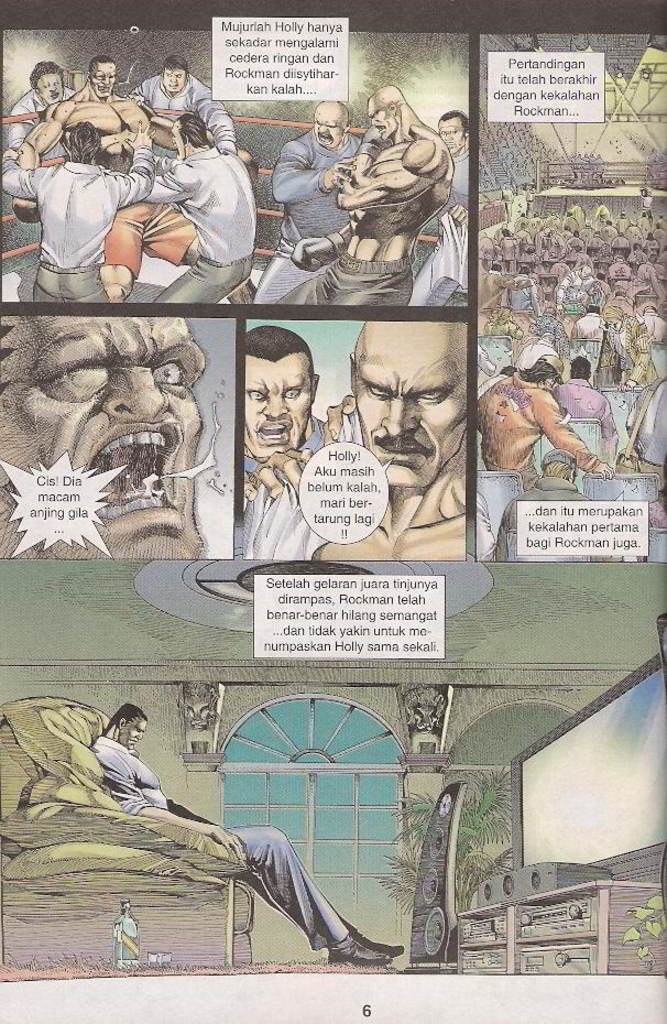 Mujurlah Holly hanya
sekadar mengalami
cedera ringan dan
Rockman diisytihar-
kan kalah....
Pertandingan
itu telah berakhir
dengan kekalahan
Rockman...
Cis! Dia
macam
anjing gila
...
Holly!
Aku masih
belum kalah,
mari ber-
tarung lagi
!!
...dan itu merupakan
kekalahan pertama
bagi Rockman juga.
Setelah gelaran juara tinjunya
dirampas, Rockman telah
benar-benar hilang semangat
...dan tidak yakin untuk me-
numpaskan Holly sama sekali.
6